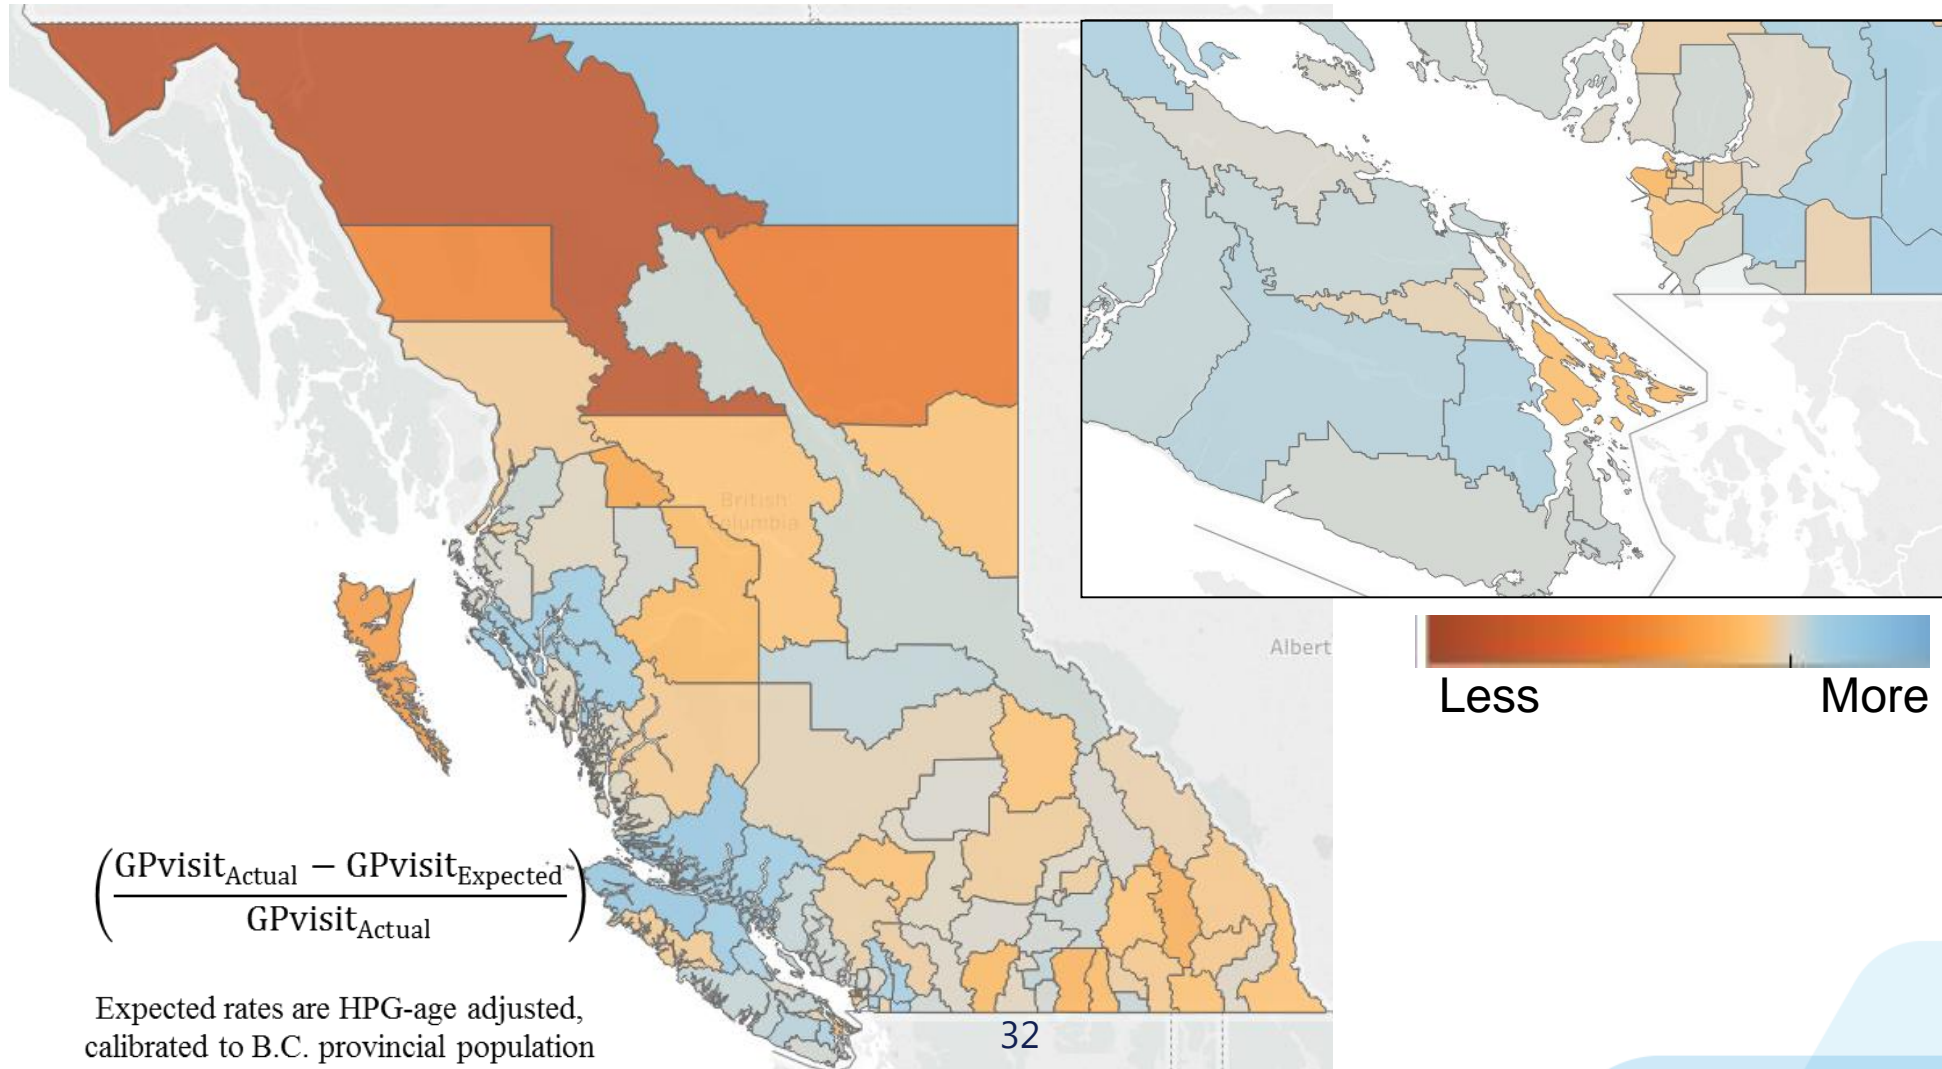 British
Columbia
Albert
Less More
(GPvisit_Actual − GPvisit_Expected
GPvisit_Actual)
Expected rates are HPG-age adjusted,
calibrated to B.C. provincial population
32